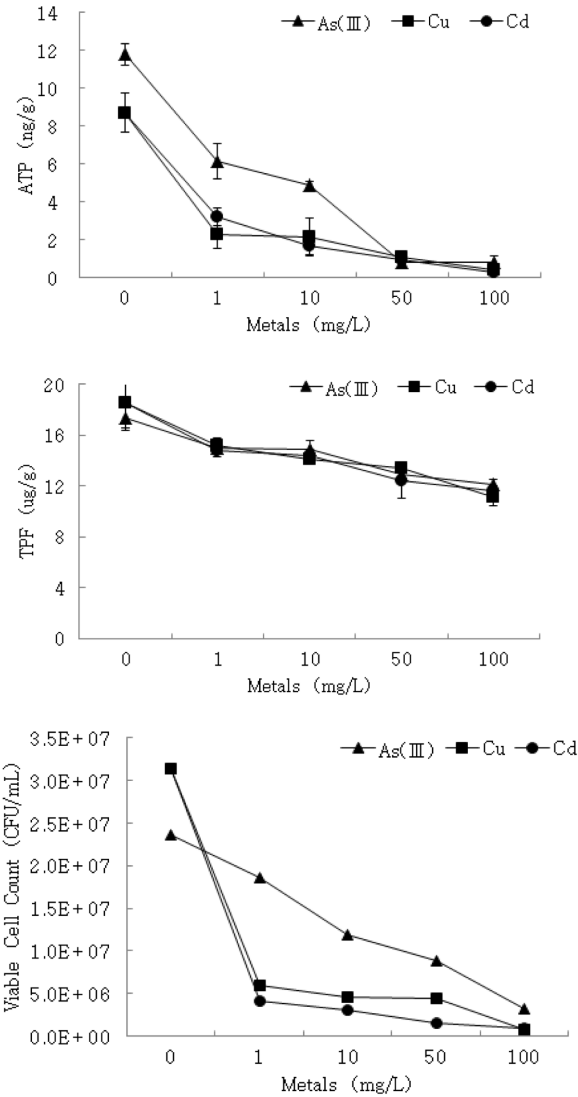 14
12
10
8
6
4
2
0
ATP (ng/g)
As(Ⅲ) Cu Cd
0 1 10 50 100
Metals (mg/L)
20
16
12
8
4
0
TPF (ug/g)
As(Ⅲ) Cu Cd
0 1 10 50 100
Metals (mg/L)
3.5E+07
3.0E+07
2.5E+07
2.0E+07
1.5E+07
1.0E+07
5.0E+06
0.0E+00
Viable Cell Count (CFU/mL)
As(Ⅲ) Cu Cd
0 1 10 50 100
Metals (mg/L)